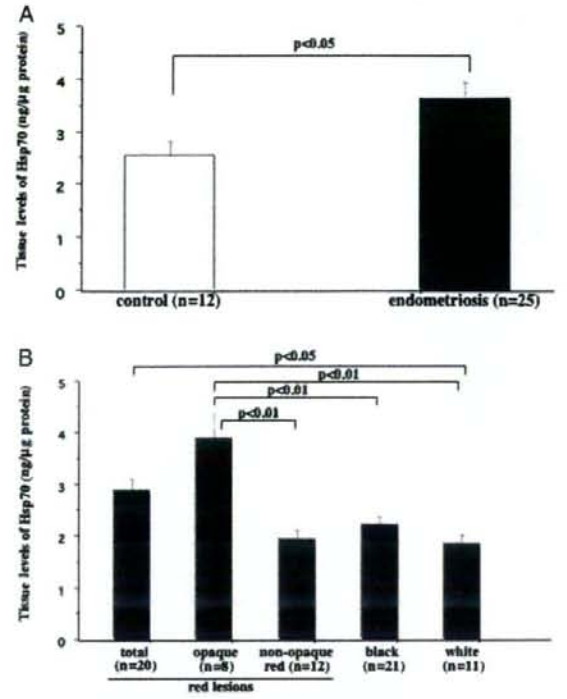 A
Tissue levels of Hsp70 (ng/µg protein)
5
4
3
2
1
0
p<0.05
control (n=12)
endometriosis (n=25)
B
Tissue levels of Hsp70 (ng/µg protein)
5
4
3
2
1
0
p<0.05
p<0.01
p<0.01
p<0.01
total opaque non-opaque black white
(n=20) (n=8) red (n=12) (n=21) (n=11)
red lesions